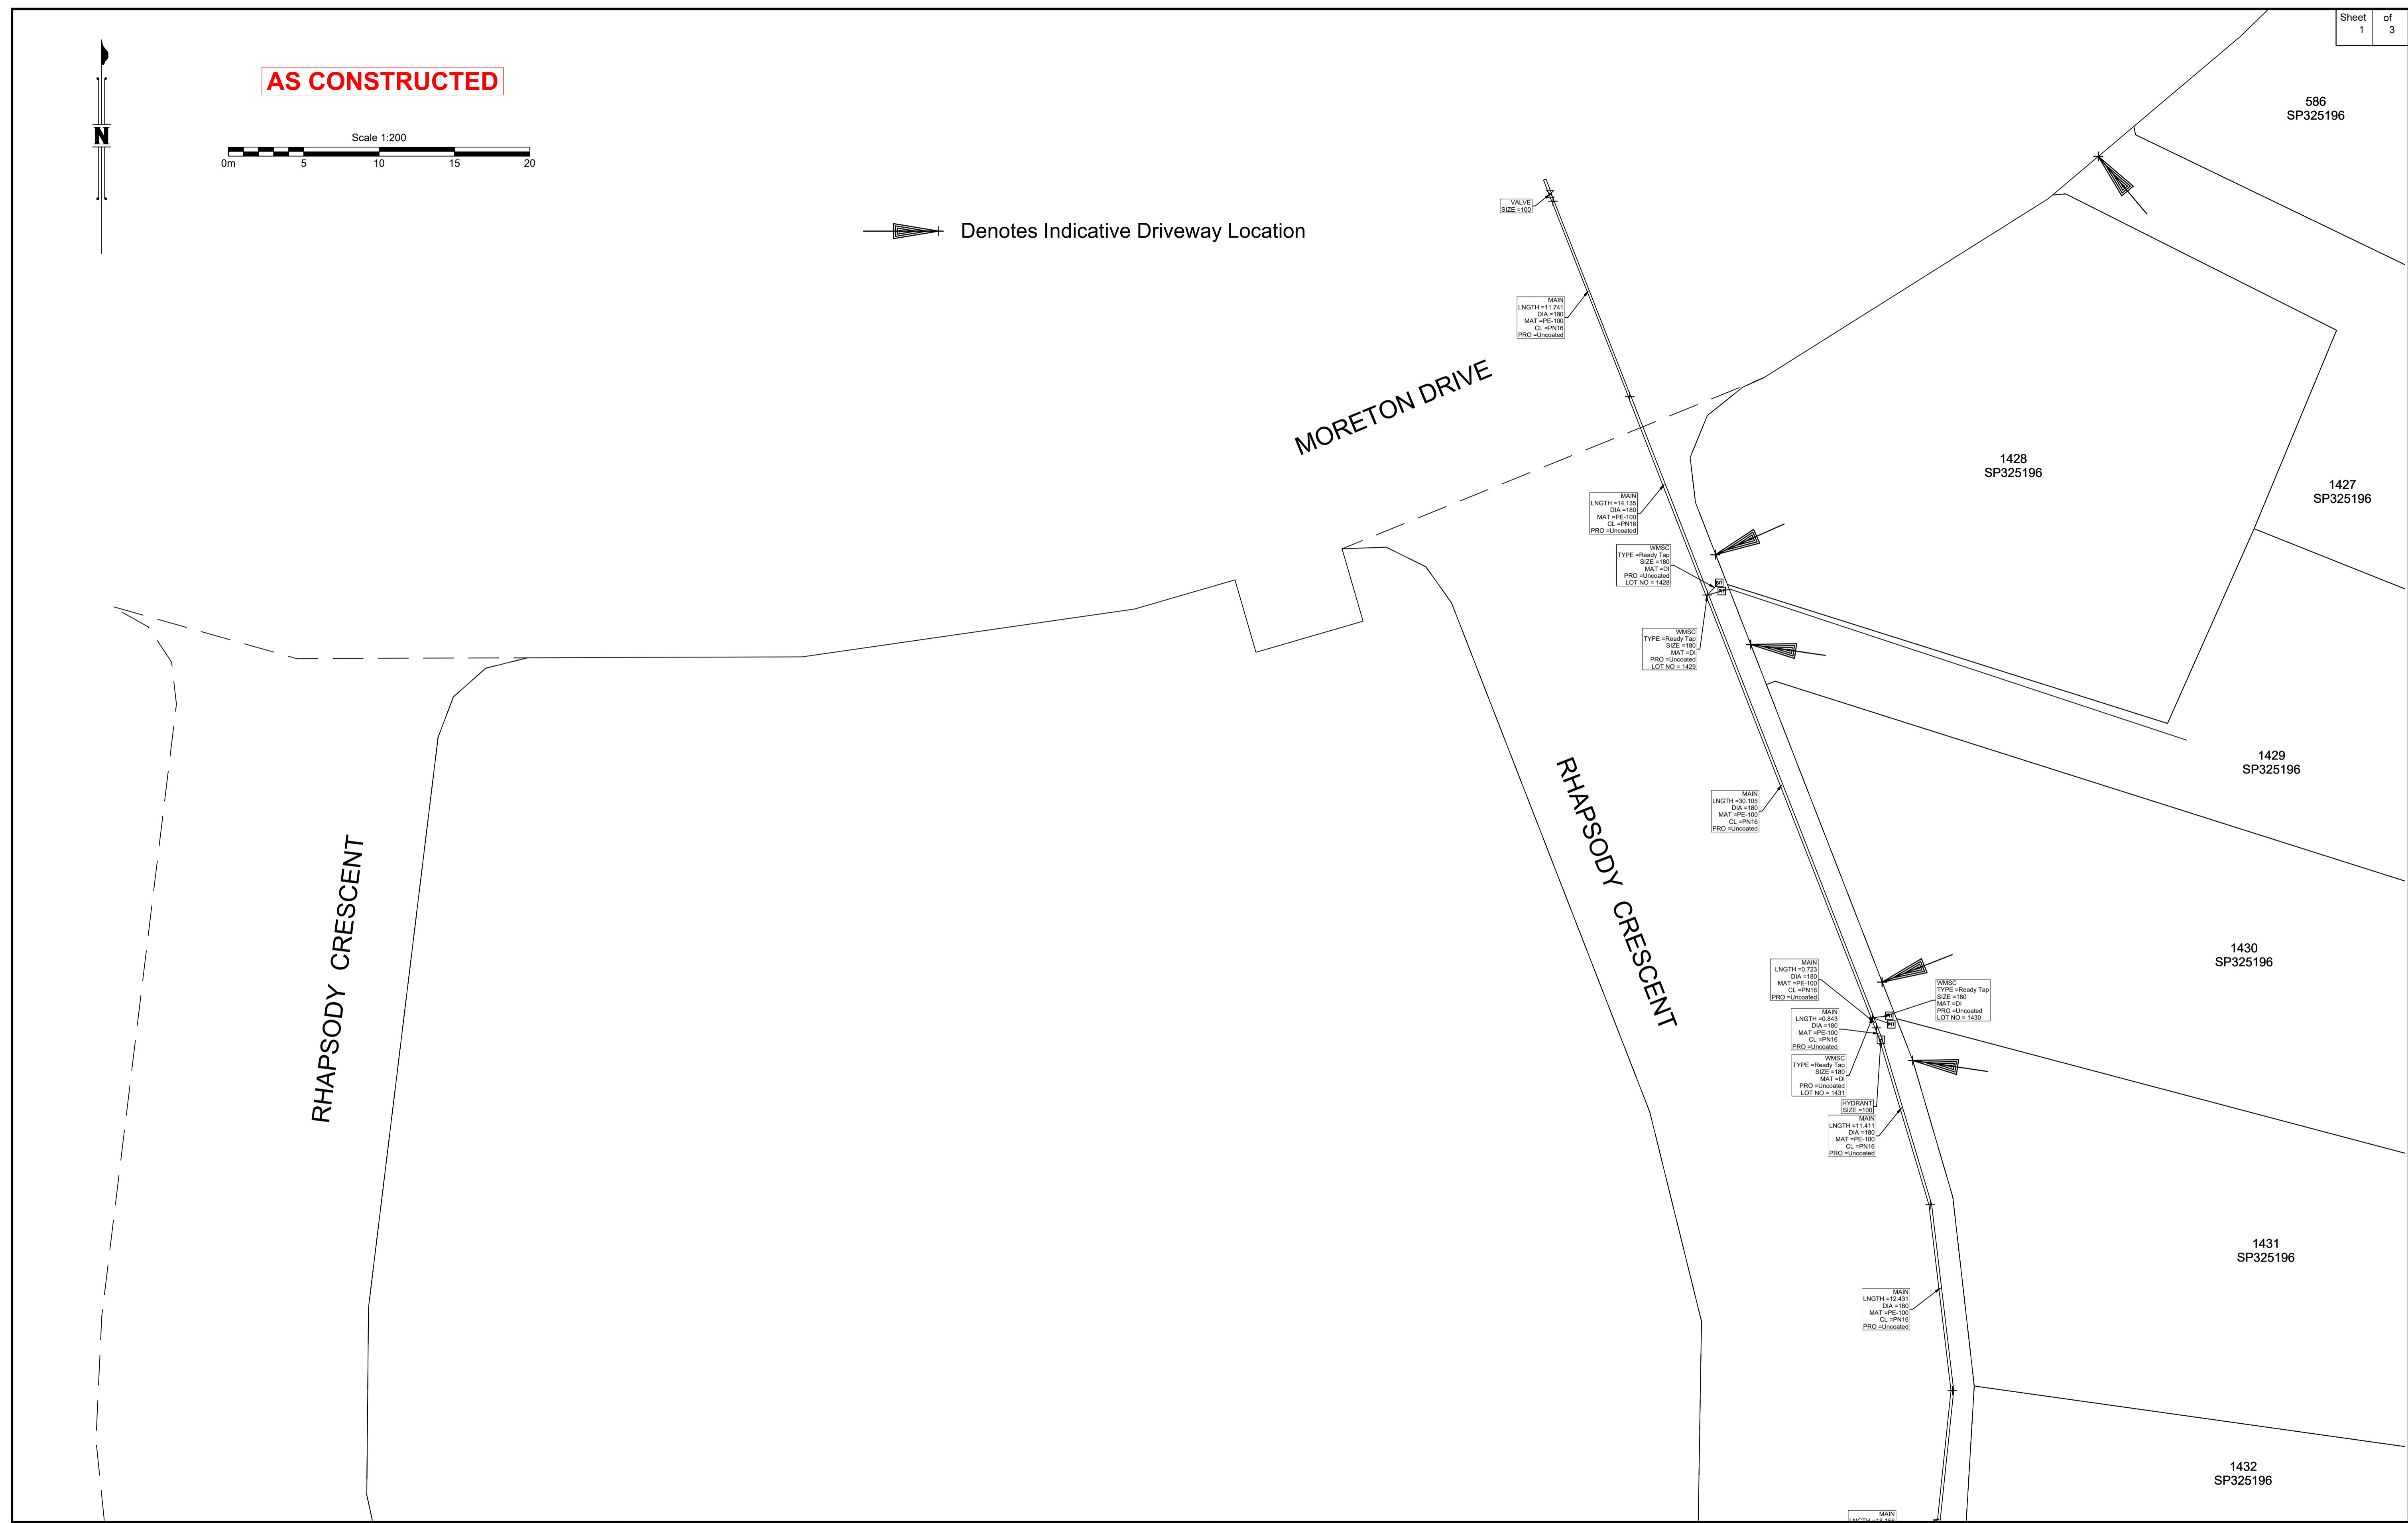 Sheet of
1 3
N
AS CONSTRUCTED
Scale 1:200
0m 5 10 15 20
Denotes Indicative Driveway Location
586
SP325196
VALVE
SIZE =100
MAIN
LNGTH =11.741
DIA =180
MAT =PE-100
CL =PN16
PRO =Uncoated
MORETON DRIVE
1428
SP325196
1427
SP325196
MAIN
LNGTH =14.135
DIA =180
MAT =PE-100
CL =PN16
PRO =Uncoated
WMSC
TYPE =Ready Tap
SIZE =180
MAT =DI
PRO =Uncoated
LOT NO = 1428
WMSC
TYPE =Ready Tap
SIZE =180
MAT =DI
PRO =Uncoated
LOT NO = 1429
1429
SP325196
MAIN
LNGTH =30.105
DIA =180
MAT =PE-100
CL =PN16
PRO =Uncoated
RHAPSODY CRESCENT
RHAPSODY CRESCENT
1430
SP325196
MAIN
LNGTH =0.723
DIA =180
MAT =PE-100
CL =PN16
PRO =Uncoated
WMSC
TYPE =Ready Tap
SIZE =180
MAT =DI
PRO =Uncoated
LOT NO = 1430
MAIN
LNGTH =0.843
DIA =180
MAT =PE-100
CL =PN16
PRO =Uncoated
WMSC
TYPE =Ready Tap
SIZE =180
MAT =DI
PRO =Uncoated
LOT NO = 1431
HYDRANT
SIZE =100
MAIN
LNGTH =11.411
DIA =180
MAT =PE-100
CL =PN16
PRO =Uncoated
1431
SP325196
MAIN
LNGTH =12.431
DIA =180
MAT =PE-100
CL =PN16
PRO =Uncoated
1432
SP325196
MAIN